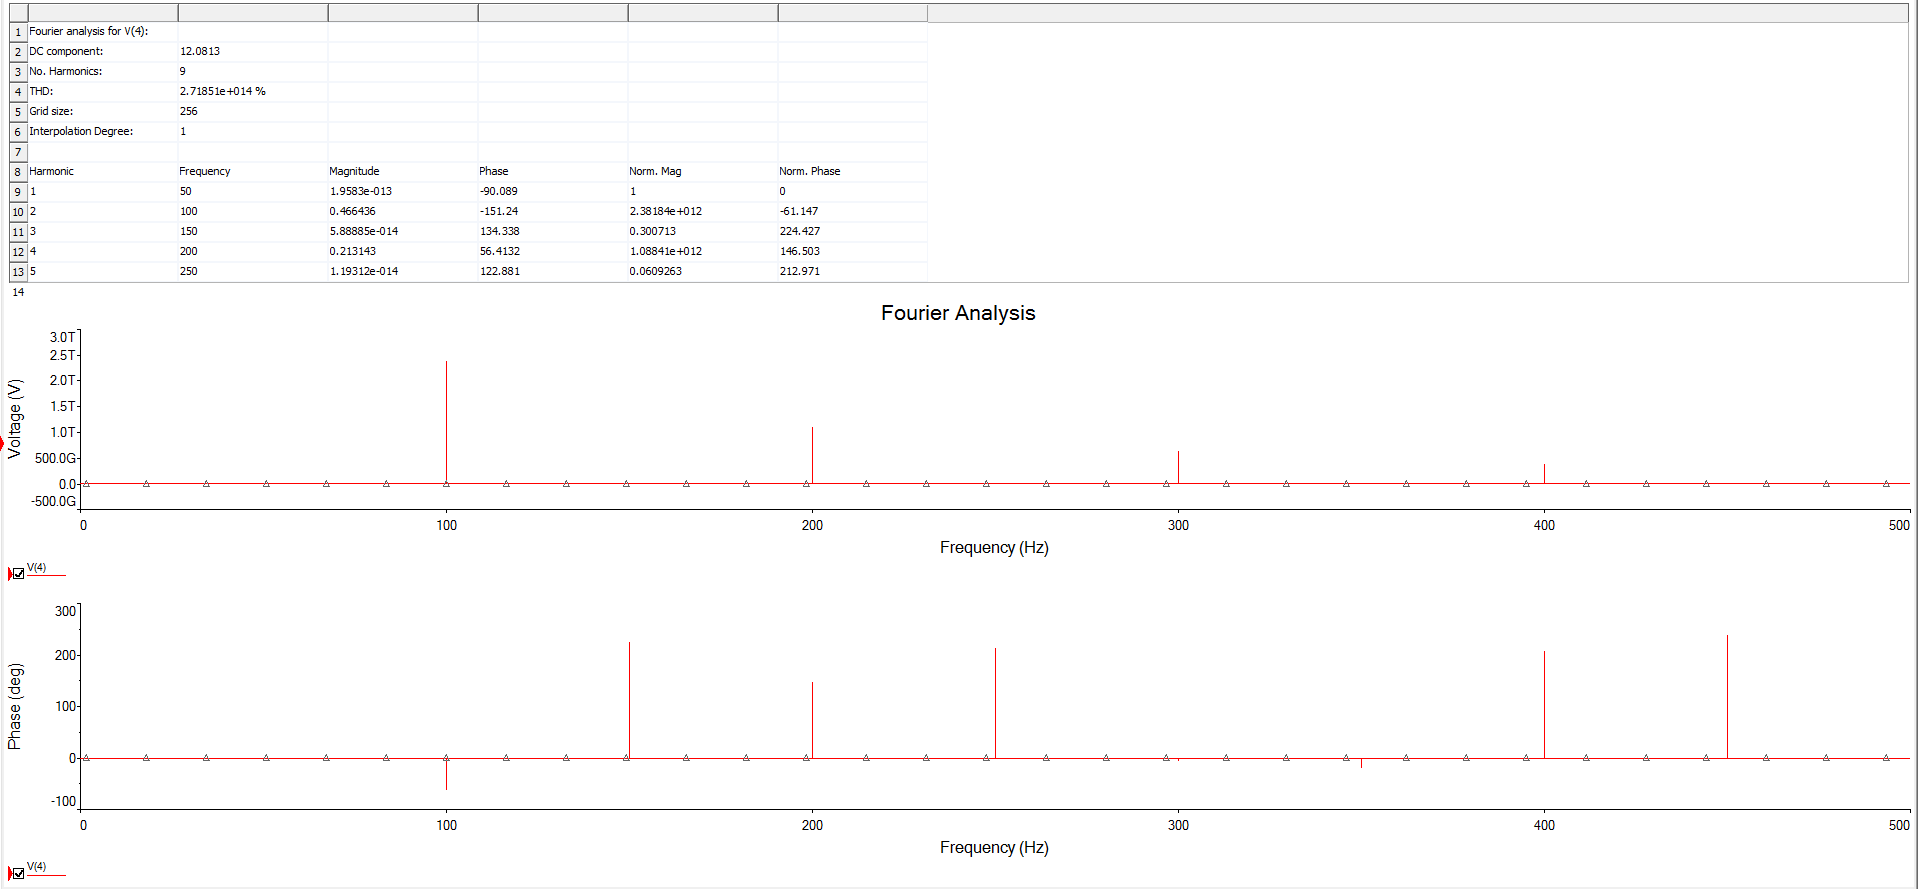 1 Fourier analysis for V(4):
2 DC component: 12.0813
3 No. Harmonics: 9
4 THD: 2.71851e+014 %
5 Grid size: 256
6 Interpolation Degree: 1
7
8 Harmonic Frequency Magnitude Phase Norm. Mag Norm. Phase
9 1 50 1.9583e-013 -90.089 1 0
10 2 100 0.466436 -151.24 2.38184e+012 -61.147
11 3 150 5.88885e-014 134.338 0.300713 224.427
12 4 200 0.213143 56.4132 1.08841e+012 146.503
13 5 250 1.19312e-014 122.881 0.0609263 212.971
14
Fourier Analysis
Voltage (V)
3.0T
2.5T
2.0T
1.5T
1.0T
500.0G
0.0
-500.0G
0 100 200 300 400 500
Frequency (Hz)
V(4)
Phase (deg)
300
200
100
0
-100
0 100 200 300 400 500
Frequency (Hz)
V(4)